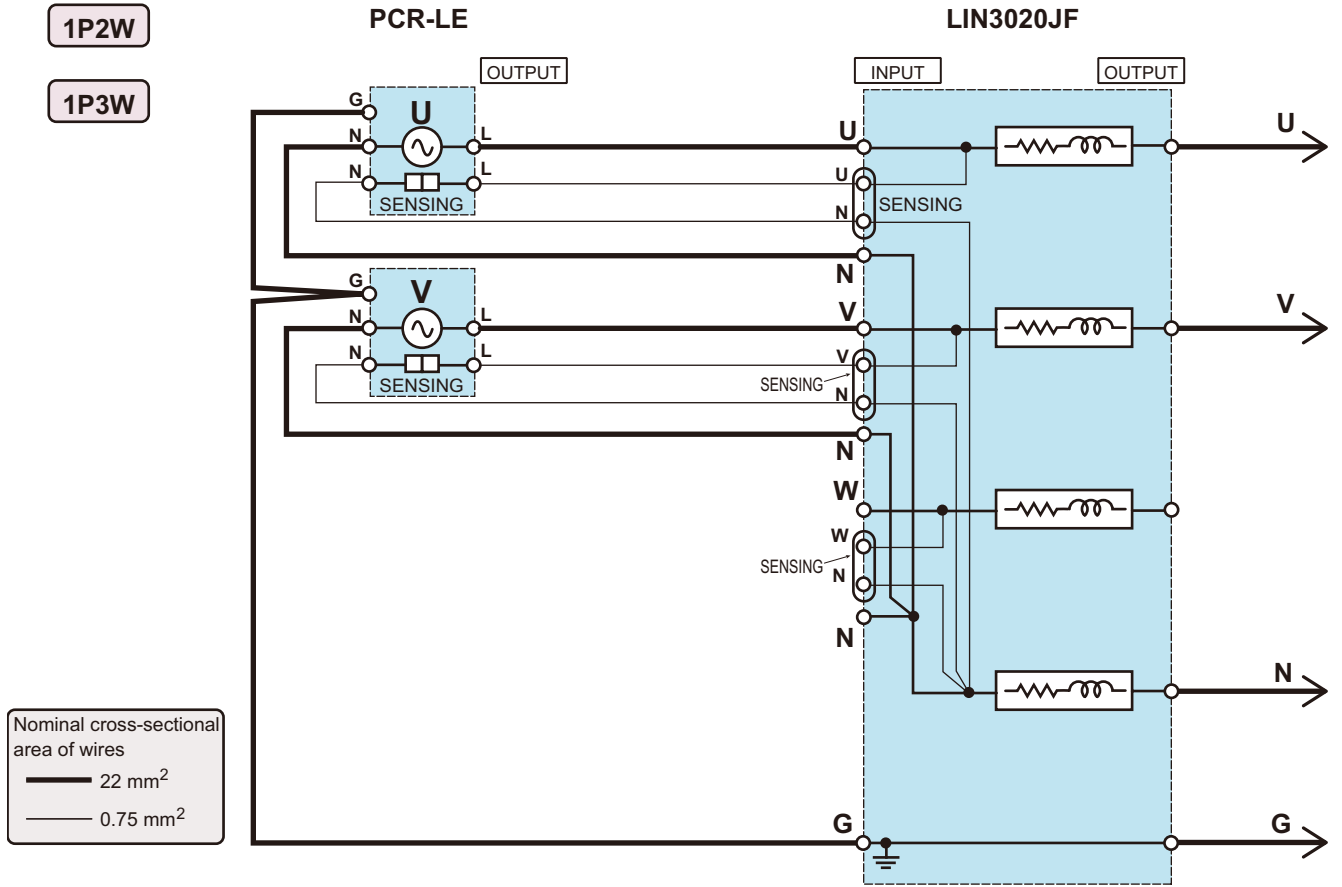 1P2W
PCR-LE
LIN3020JF
1P3W
OUTPUT
INPUT
OUTPUT
G
U
N
L
N
L
SENSING
U
U
U
N
SENSING
N
G
V
N
L
N
L
SENSING
V
V
V
SENSING
N
N
W
W
SENSING
N
N
N
G
G
Nominal cross-sectional
area of wires
22 mm²
0.75 mm²